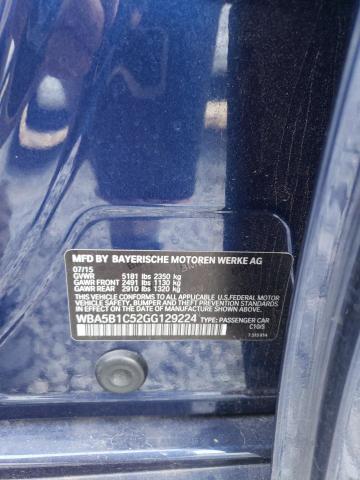 MFD BY BAYERISCHE MOTOREN WERKE AG
07/15
GVWR 5181 lbs 2350 kg
GAWR FRONT 2491 lbs 1130 kg
GAWR REAR 2910 lbs 1320 kg
THIS VEHICLE CONFORMS TO ALL APPLICABLE U.S. FEDERAL MOTOR VEHICLE
SAFETY, BUMPER, AND THEFT PREVENTION STANDARDS
IN EFFECT ON THE DATE OF MANUFACTURE SHOWN ABOVE.
WBA5B1C52GG129224 TYPE: PASSENGER CAR
C10/5